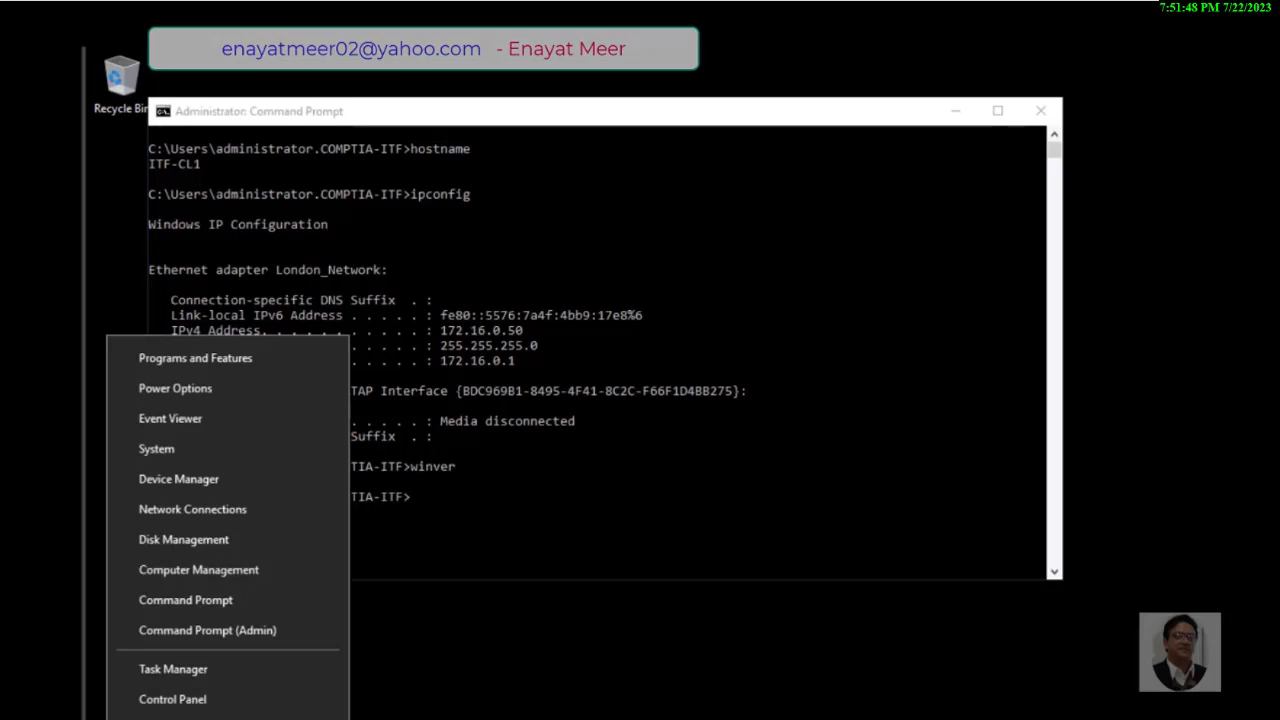 7:51:48 PM 7/22/2023
enayatmeer02@yahoo.com - Enayat Meer
Recycle Bin
Administrator: Command Prompt
C:\Users\administrator.COMPTIA-ITF>hostname
ITF-CL1
C:\Users\administrator.COMPTIA-ITF>ipconfig
Windows IP Configuration
Ethernet adapter London_Network:
Connection-specific DNS Suffix . :
Link-local IPv6 Address . . . . . : fe80::5576:7a4f:4bb9:17e8%6
IPv4 Address. . . . . . . . . . . : 172.16.0.50
. . . . . : 255.255.255.0
. . . . . : 172.16.0.1
TAP Interface {BDC969B1-8495-4F41-8C2C-F66F1D4BB275}:
. . . . . : Media disconnected
Suffix . :
TIA-ITF>winver
TIA-ITF>
Programs and Features
Power Options
Event Viewer
System
Device Manager
Network Connections
Disk Management
Computer Management
Command Prompt
Command Prompt (Admin)
Task Manager
Control Panel